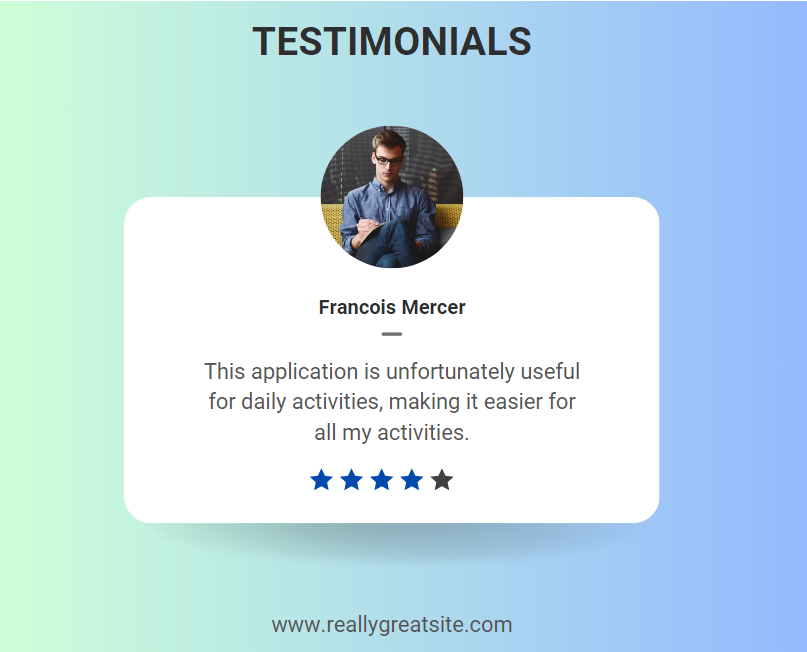 TESTIMONIALS
Francois Mercer
This application is unfortunately useful
for daily activities, making it easier for
all my activities.
www.reallygreatsite.com